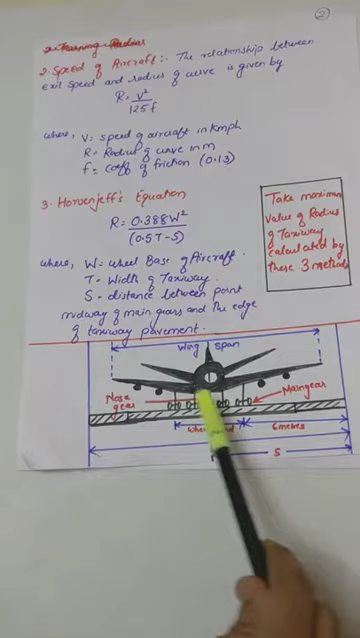 2
2. Speed of Aircraft:- The relationship between
exit speed and radius of curve is given by
R = V²/125f
where, V = speed of aircraft in kmph
R = Radius of curve in m
f = coeff of friction (0.13)
3. Horonjeff's Equation
R = 0.388W²/(0.5T-S)
where, W = wheel Base of Aircraft.
T = Width of Taxiway.
S = distance between point
midway of main gears and the edge
of taxiway pavement.
Take maximum
value of Radius
of Taxiway
calculated by
these 3 methods
Wing span
Nose
gear
Main gear
6 metres
S